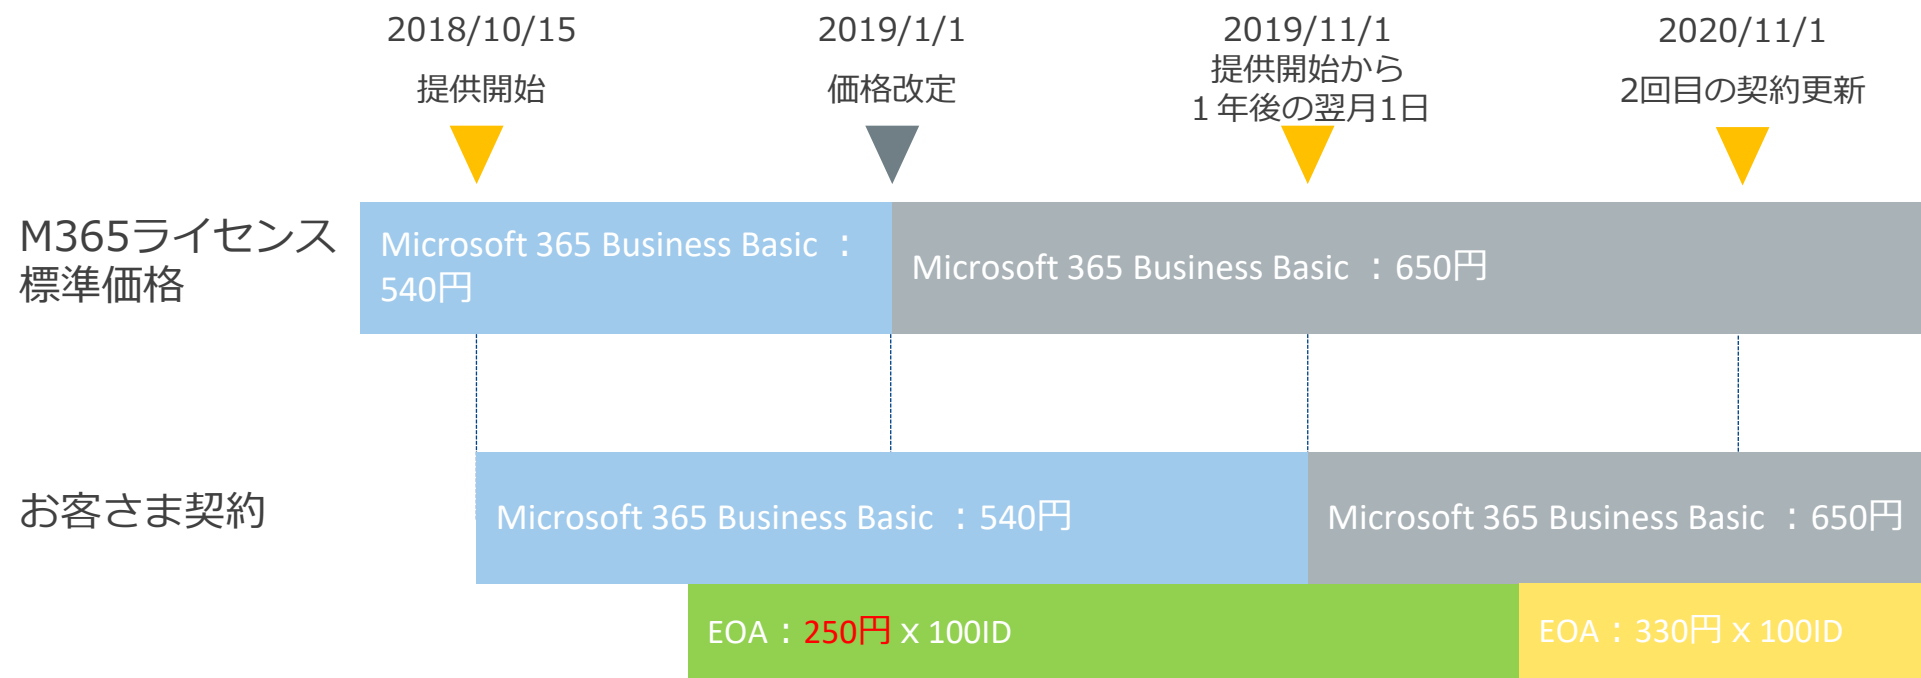 2018/10/15
提供開始
2019/1/1
価格改定
2019/11/1
提供開始から
1年後の翌月1日
2020/11/1
2回目の契約更新
M365ライセンス
標準価格
Microsoft 365 Business Basic ：
540円
Microsoft 365 Business Basic ：650円
お客さま契約
Microsoft 365 Business Basic ：540円
Microsoft 365 Business Basic ：650円
EOA：250円 x 100ID
EOA：330円 x 100ID